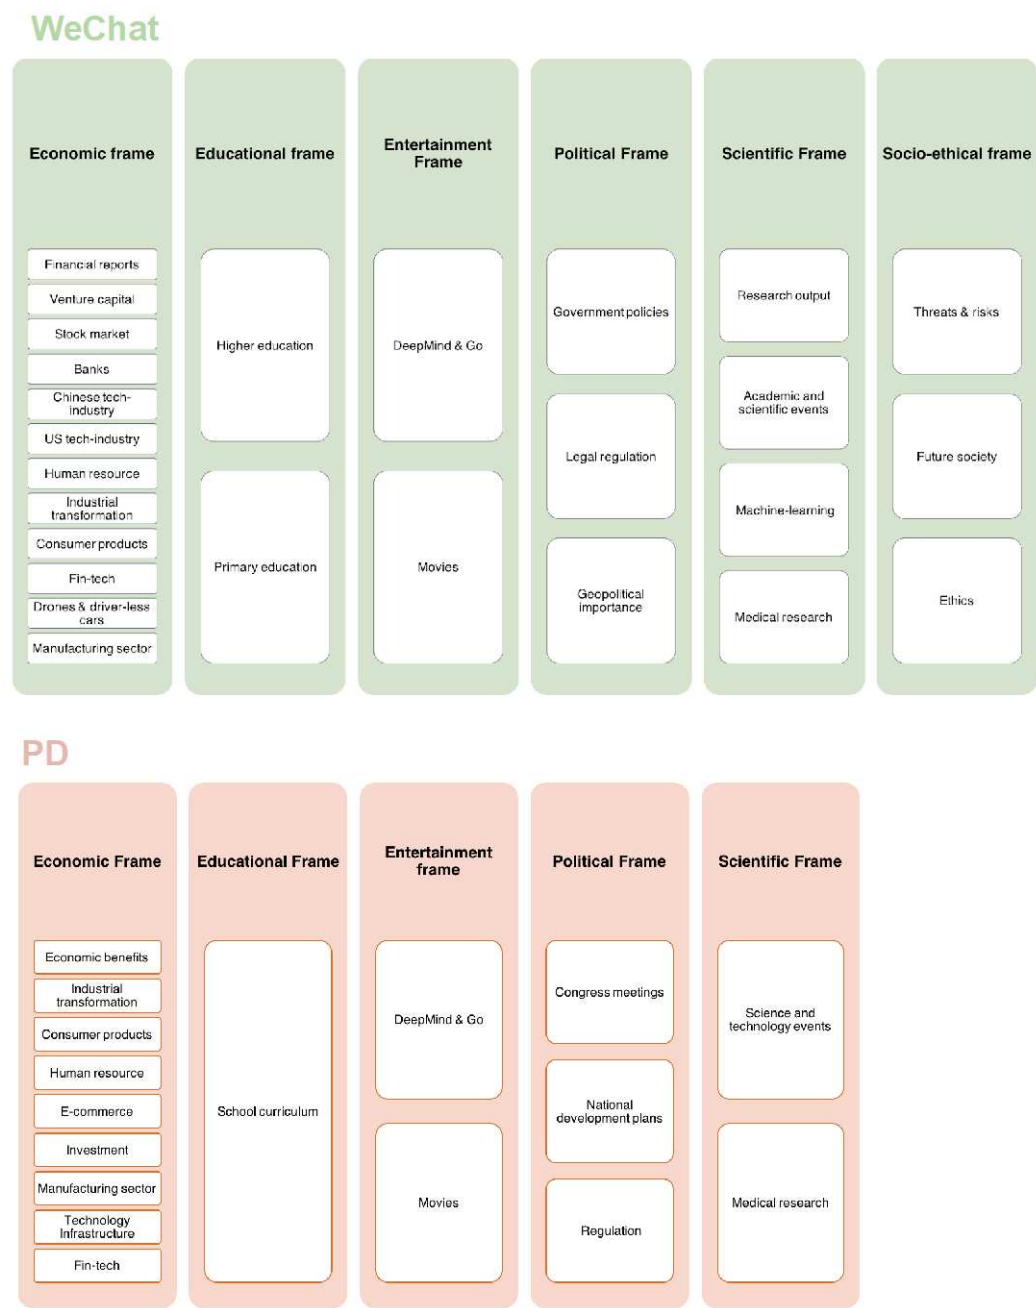 WeChat
Economic frame
Financial reports
Venture capital
Stock market
Banks
Chinese tech-
industry
US tech-industry
Human resource
Industrial
transformation
Consumer products
Fin-tech
Drones & driver-less
cars
Manufacturing sector
Educational frame
Higher education
Primary education
Entertainment
Frame
DeepMind & Go
Movies
Political Frame
Government policies
Legal regulation
Geopolitical
importance
Scientific Frame
Research output
Academic and
scientific events
Machine-learning
Medical research
Socio-ethical frame
Threats & risks
Future society
Ethics
PD
Economic Frame
Economic benefits
Industrial
transformation
Consumer products
Human resource
E-commerce
Investment
Manufacturing sector
Technology
Infrastructure
Fin-tech
Educational Frame
School curriculum
Entertainment
frame
DeepMind & Go
Movies
Political Frame
Congress meetings
National
development plans
Regulation
Scientific Frame
Science and
technology events
Medical research